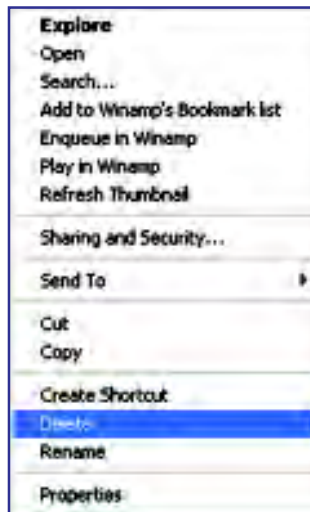 Explore
Open
Search...
Add to Winamp's Bookmark list
Enqueue in Winamp
Play in Winamp
Refresh Thumbnail
Sharing and Security...
Send To
Cut
Copy
Create Shortcut
Delete
Rename
Properties